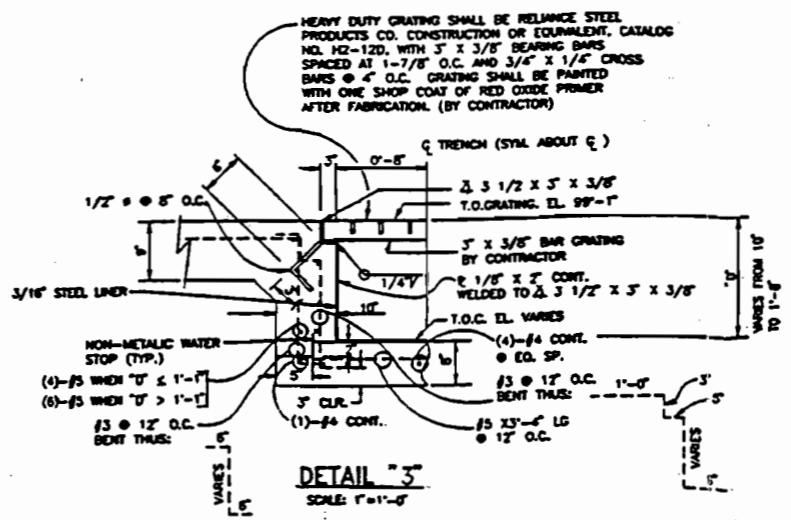 HEAVY DUTY GRATING SHALL BE RELIANCE STEEL
PRODUCTS CO. CONSTRUCTION OR EQUIVALENT, CATALOG
NO. H2-12D, WITH 3" X 3/8" BEARING BARS
SPACED AT 1-7/8" O.C. AND 3/4" X 1/4" CROSS
BARS @ 4" O.C. GRATING SHALL BE PAINTED
WITH ONE SHOP COAT OF RED OXIDE PRIMER
AFTER FABRICATION. (BY CONTRACTOR)
TRENCH (SYM. ABOUT
3" 0'-8"
6
1/2" ø @ 8" O.C.
3 1/2 X 3" X 3/8"
T.O.GRATING. EL. 99'-1"
3" X 3/8" BAR GRATING
BY CONTRACTOR
1/4"
1/8" X 2" CONT.
WELDED TO 3 1/2" X 3" X 3/8"
"D"
VARIES FROM 10"
TO 1'-8"
3/16" STEEL LINER
10"
T.O.C. EL. VARIES
NON-METALIC WATER
STOP (TYP.)
(4)-#4 CONT.
@ EQ. SP.
(4)-#5 WHEN "D" ≤ 1'-1"
(6)-#5 WHEN "D" > 1'-1"
5"
#3 @ 12" O.C.
BENT THUS:
3" CLR.
(1)-#4 CONT.
#3 @ 12" O.C.
BENT THUS:
1'-0"
3"
#5 X3'-6" LG
@ 12" O.C.
VARIES
6"
6"
VARIES
DETAIL "3"
SCALE: 1"=1'-0"